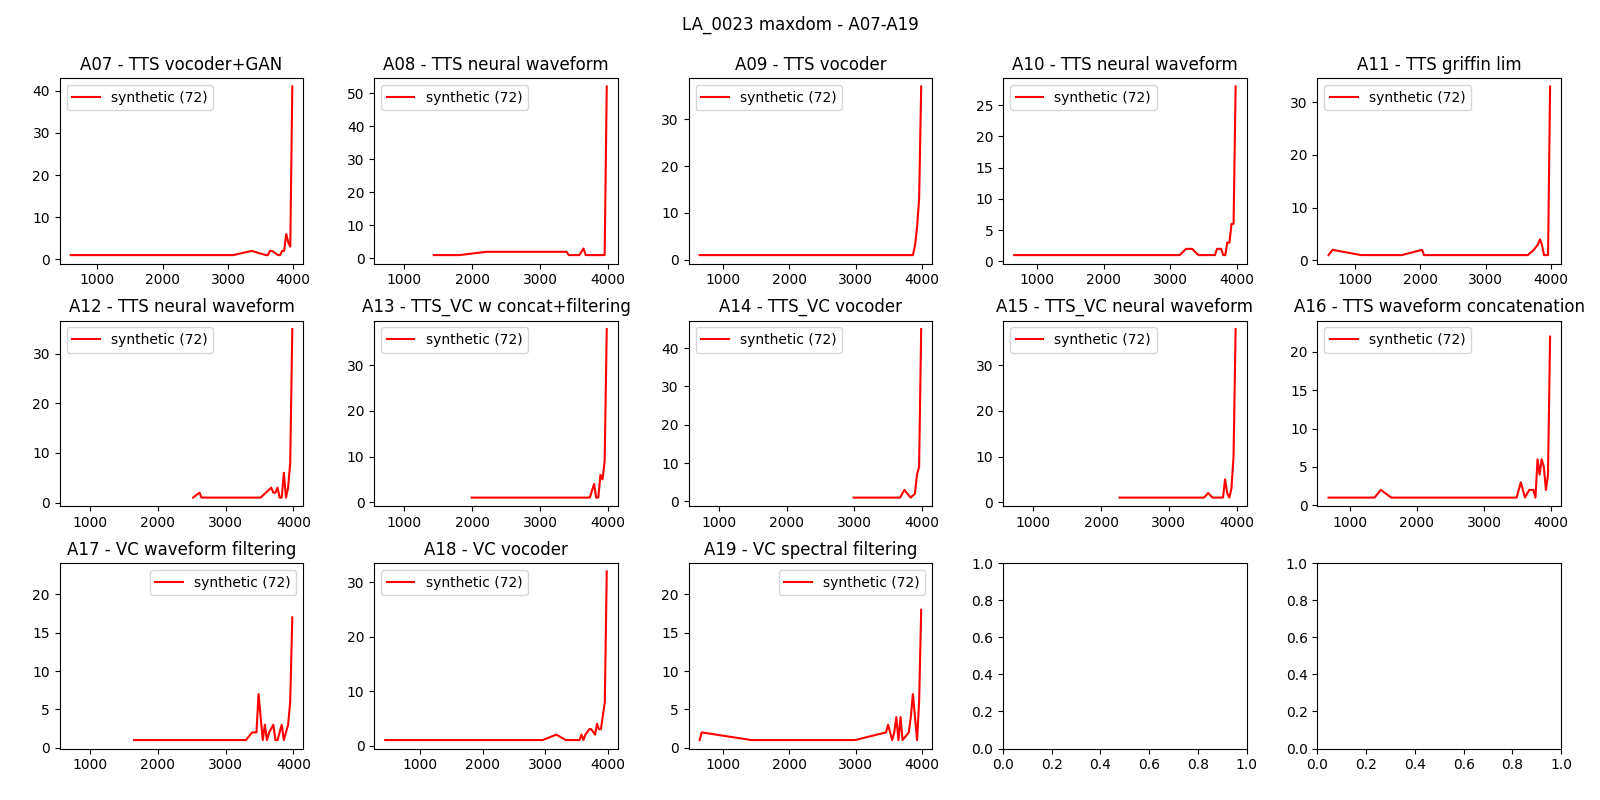 LA_0023 maxdom - A07-A19
A07 - TTS vocoder+GAN
synthetic (72)
40
30
20
10
0
1000 2000 3000 4000
A08 - TTS neural waveform
synthetic (72)
50
40
30
20
10
0
1000 2000 3000 4000
A09 - TTS vocoder
synthetic (72)
30
20
10
0
1000 2000 3000 4000
A10 - TTS neural waveform
synthetic (72)
25
20
15
10
5
0
1000 2000 3000 4000
A11 - TTS griffin lim
synthetic (72)
30
20
10
0
1000 2000 3000 4000
A12 - TTS neural waveform
synthetic (72)
30
20
10
0
1000 2000 3000 4000
A13 - TTS_VC w concat+filtering
synthetic (72)
30
20
10
0
1000 2000 3000 4000
A14 - TTS_VC vocoder
synthetic (72)
40
30
20
10
0
1000 2000 3000 4000
A15 - TTS_VC neural waveform
synthetic (72)
30
20
10
0
1000 2000 3000 4000
A16 - TTS waveform concatenation
synthetic (72)
20
15
10
5
0
1000 2000 3000 4000
A17 - VC waveform filtering
synthetic (72)
20
15
10
5
0
1000 2000 3000 4000
A18 - VC vocoder
synthetic (72)
30
20
10
0
1000 2000 3000 4000
A19 - VC spectral filtering
synthetic (72)
20
15
10
5
0
1000 2000 3000 4000
1.0
0.8
0.6
0.4
0.2
0.0
0.0 0.2 0.4 0.6 0.8 1.0
1.0
0.8
0.6
0.4
0.2
0.0
0.0 0.2 0.4 0.6 0.8 1.0